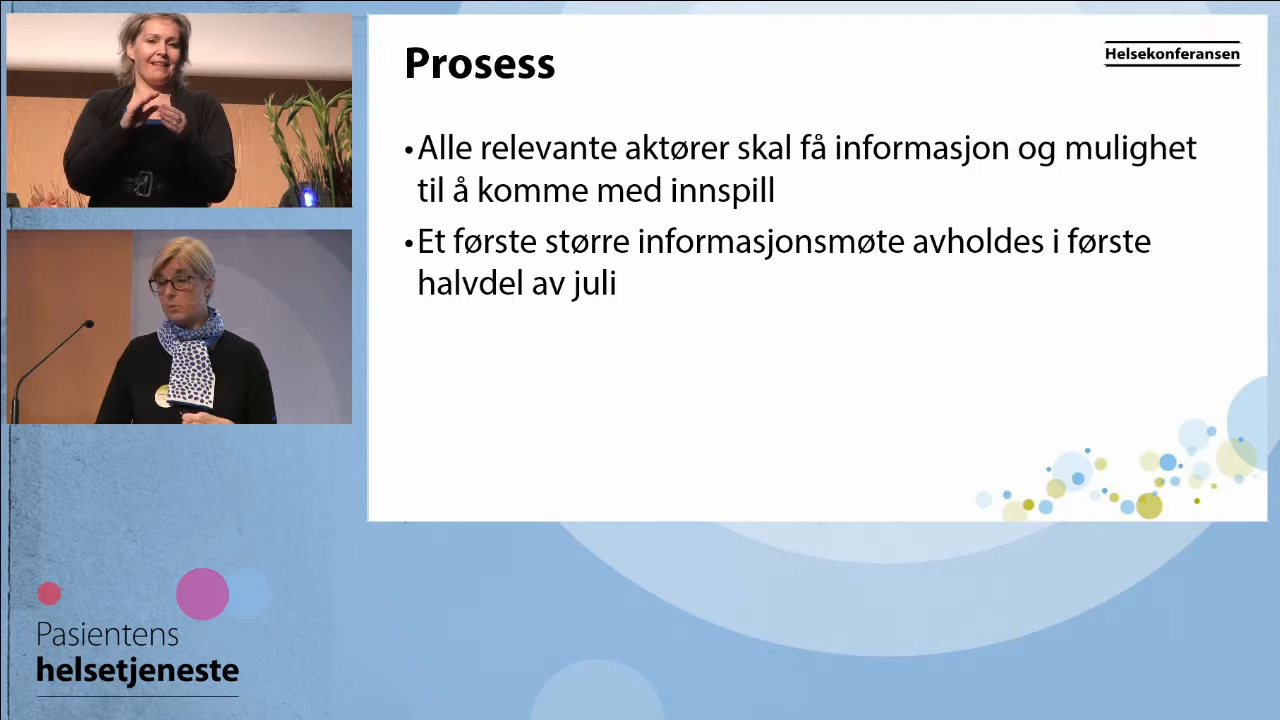 Prosess
Helsekonferansen
•Alle relevante aktører skal få informasjon og mulighet
til å komme med innspill
•Et første større informasjonsmøte avholdes i første
halvdel av juli
Pasientens
helsetjeneste